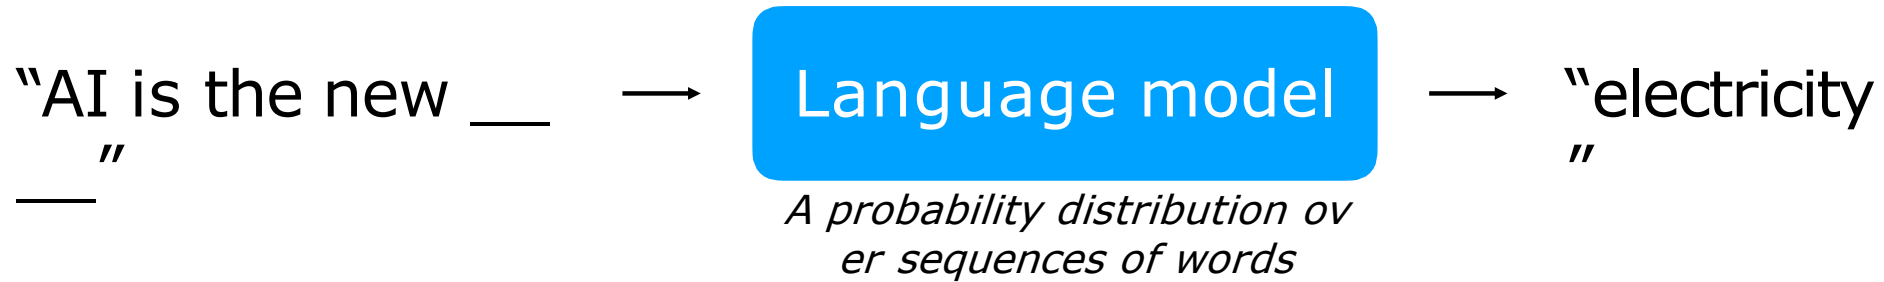 “AI is the new __
__”
Language model
“electricity
”
A probability distribution ov
er sequences of words